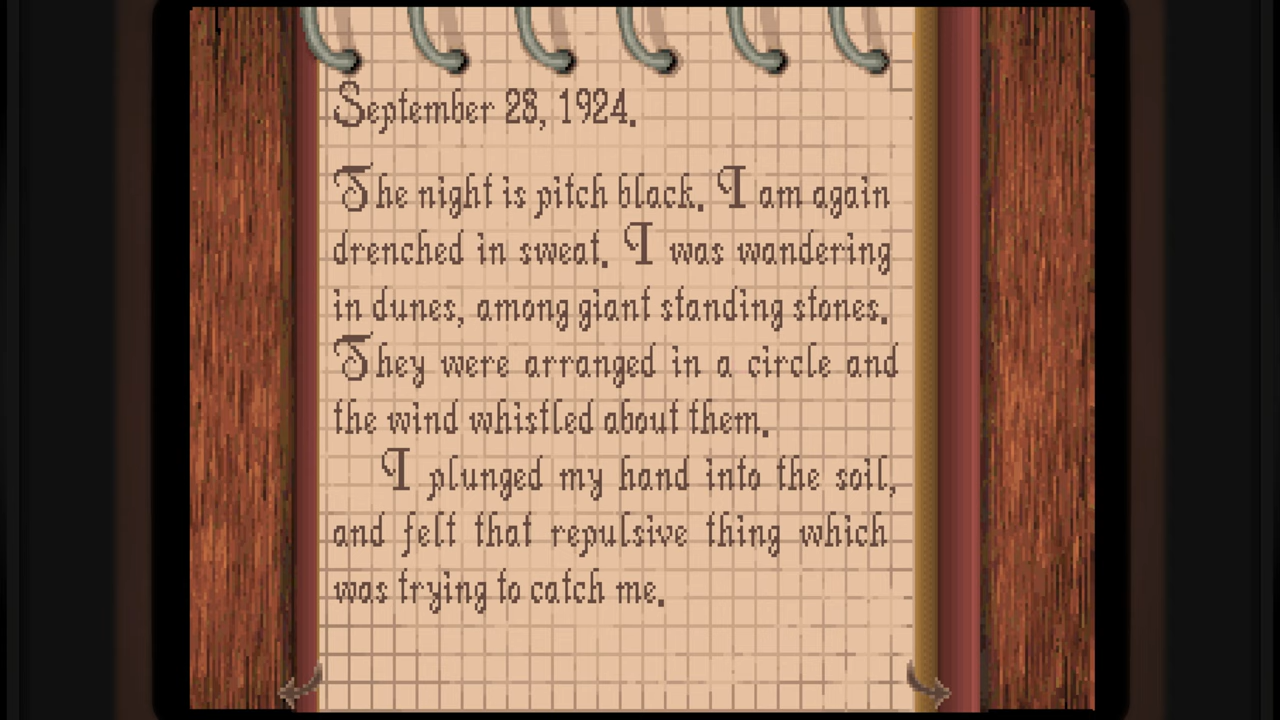 September 28, 1924.
The night is pitch black. I am again
drenched in sweat. I was wandering
in dunes, among giant standing stones.
They were arranged in a circle and
the wind whistled about them.
I plunged my hand into the soil,
and felt that repulsive thing which
was trying to catch me.